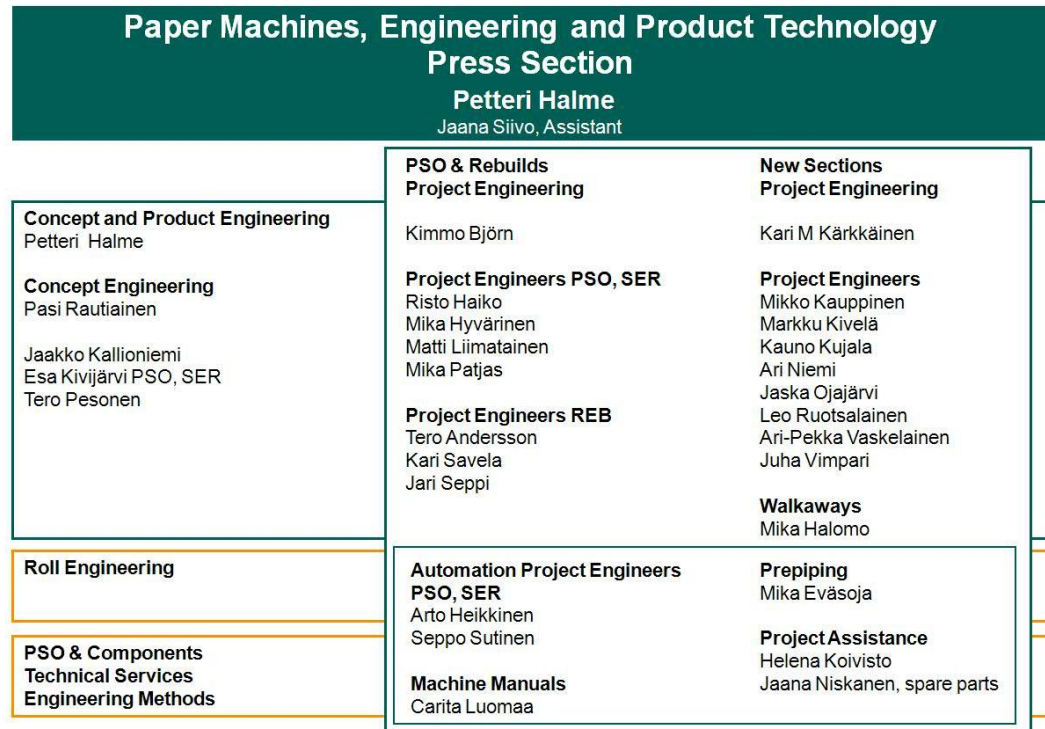 Paper Machines, Engineering and Product Technology
Press Section
Petteri Halme
Jaana Siivo, Assistant
Concept and Product Engineering
Petteri Halme
Concept Engineering
Pasi Rautiainen
Jaakko Kallioniemi
Esa Kivijärvi PSO, SER
Tero Pesonen
PSO & Rebuilds
Project Engineering
Kimmo Björn
Project Engineers PSO, SER
Risto Haiko
Mika Hyvärinen
Matti Liimatainen
Mika Patjas
Project Engineers REB
Tero Andersson
Kari Savela
Jari Seppi
New Sections
Project Engineering
Kari M Kärkkäinen
Project Engineers
Mikko Kauppinen
Markku Kivelä
Kauno Kujala
Ari Niemi
Jaska Ojajärvi
Leo Ruotsalainen
Ari-Pekka Vaskelainen
Juha Vimpari
Walkaways
Mika Halomo
Roll Engineering
PSO & Components
Technical Services
Engineering Methods
Automation Project Engineers
PSO, SER
Arto Heikkinen
Seppo Sutinen
Machine Manuals
Carita Luomaa
Prepiping
Mika Eväsoja
Project Assistance
Helena Koivisto
Jaana Niskanen, spare parts